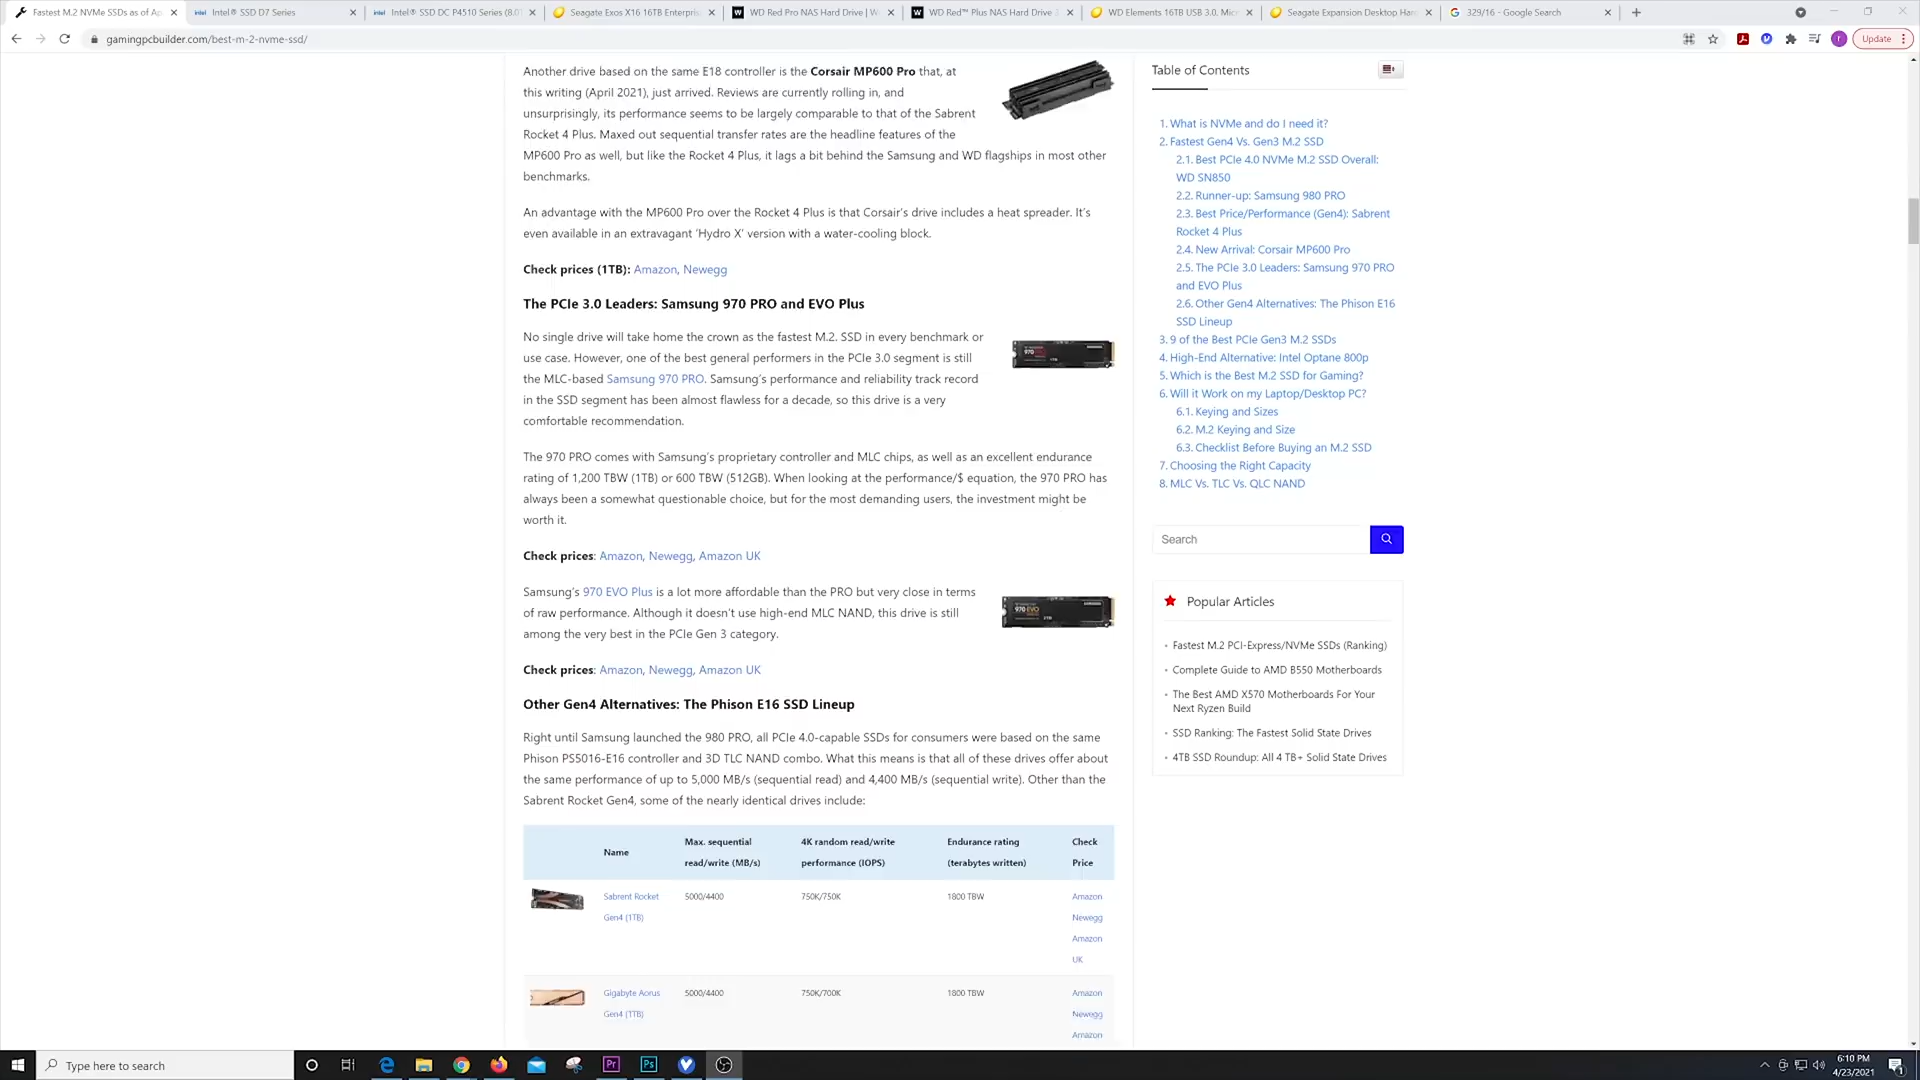 Fastest M.2 NVMe SSDs as of Ap
Intel® SSD D7 Series
Intel® SSD DC P4510 Series (8.0
Seagate Exos X16 16TB Enterpris
WD Red Pro NAS Hard Drive | W
WD Red™ Plus NAS Hard Drive
WD Elements 16TB USB 3.0, Micr
Seagate Expansion Desktop Har
329/16 - Google Search
gamingpcbuilder.com/best-m-2-nvme-ssd/
Update
Another drive based on the same E18 controller is the Corsair MP600 Pro that, at
this writing (April 2021), just arrived. Reviews are currently rolling in, and
unsurprisingly, its performance seems to be largely comparable to that of the Sabrent
Rocket 4 Plus. Maxed out sequential transfer rates are the headline features of the
MP600 Pro as well, but like the Rocket 4 Plus, it lags a bit behind the Samsung and WD flagships in most other
benchmarks.
An advantage with the MP600 Pro over the Rocket 4 Plus is that Corsair's drive includes a heat spreader. It's
even available in an extravagant 'Hydro X' version with a water-cooling block.
Check prices (1TB): Amazon, Newegg
The PCIe 3.0 Leaders: Samsung 970 PRO and EVO Plus
No single drive will take home the crown as the fastest M.2. SSD in every benchmark or
use case. However, one of the best general performers in the PCIe 3.0 segment is still
the MLC-based Samsung 970 PRO. Samsung's performance and reliability track record
in the SSD segment has been almost flawless for a decade, so this drive is a very
comfortable recommendation.
The 970 PRO comes with Samsung's proprietary controller and MLC chips, as well as an excellent endurance
rating of 1,200 TBW (1TB) or 600 TBW (512GB). When looking at the performance/$ equation, the 970 PRO has
always been a somewhat questionable choice, but for the most demanding users, the investment might be
worth it.
Check prices: Amazon, Newegg, Amazon UK
Samsung's 970 EVO Plus is a lot more affordable than the PRO but very close in terms
of raw performance. Although it doesn't use high-end MLC NAND, this drive is still
among the very best in the PCIe Gen 3 category.
Check prices: Amazon, Newegg, Amazon UK
Other Gen4 Alternatives: The Phison E16 SSD Lineup
Right until Samsung launched the 980 PRO, all PCIe 4.0-capable SSDs for consumers were based on the same
Phison PS5016-E16 controller and 3D TLC NAND combo. What this means is that all of these drives offer about
the same performance of up to 5,000 MB/s (sequential read) and 4,400 MB/s (sequential write). Other than the
Sabrent Rocket Gen4, some of the nearly identical drives include:
Name
Max. sequential
read/write (MB/s)
4K random read/write
performance (IOPS)
Endurance rating
(terabytes written)
Check
Price
Sabrent Rocket
Gen4 (1TB)
5000/4400
750K/750K
1800 TBW
Amazon
Newegg
Amazon
UK
Gigabyte Aorus
Gen4 (1TB)
5000/4400
750K/700K
1800 TBW
Amazon
Newegg
Amazon
Table of Contents
1. What is NVMe and do I need it?
2. Fastest Gen4 Vs. Gen3 M.2 SSD
2.1. Best PCIe 4.0 NVMe M.2 SSD Overall:
WD SN850
2.2. Runner-up: Samsung 980 PRO
2.3. Best Price/Performance (Gen4): Sabrent
Rocket 4 Plus
2.4. New Arrival: Corsair MP600 Pro
2.5. The PCIe 3.0 Leaders: Samsung 970 PRO
and EVO Plus
2.6. Other Gen4 Alternatives: The Phison E16
SSD Lineup
3. 9 of the Best PCIe Gen3 M.2 SSDs
4. High-End Alternative: Intel Optane 800p
5. Which is the Best M.2 SSD for Gaming?
6. Will it Work on my Laptop/Desktop PC?
6.1. Keying and Sizes
6.2. M.2 Keying and Size
6.3. Checklist Before Buying an M.2 SSD
7. Choosing the Right Capacity
8. MLC Vs. TLC Vs. QLC NAND
Search
Popular Articles
Fastest M.2 PCI-Express/NVMe SSDs (Ranking)
Complete Guide to AMD B550 Motherboards
The Best AMD X570 Motherboards For Your
Next Ryzen Build
SSD Ranking: The Fastest Solid State Drives
4TB SSD Roundup: All 4 TB+ Solid State Drives
Type here to search
Pr
Ps
6:10 PM
4/23/2021